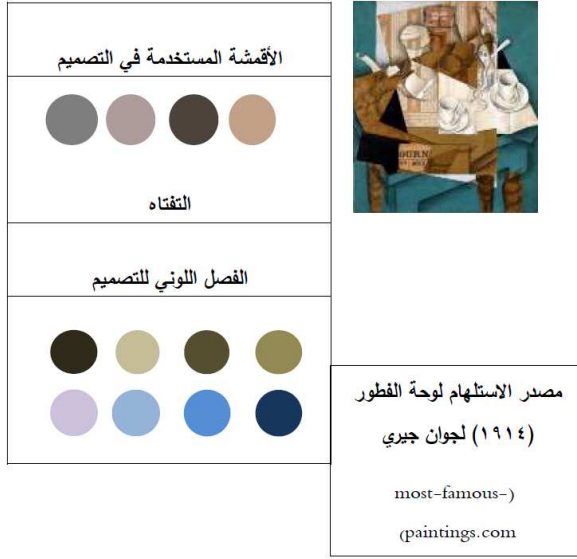 الأقمشة المستخدمة في التصميم
التفتاه
الفصل اللوني للتصميم
OURN
مصدر الاستلهام لوحة الفطور
(١٩١٤) لجوان جيري
most-famous-)
(paintings.com